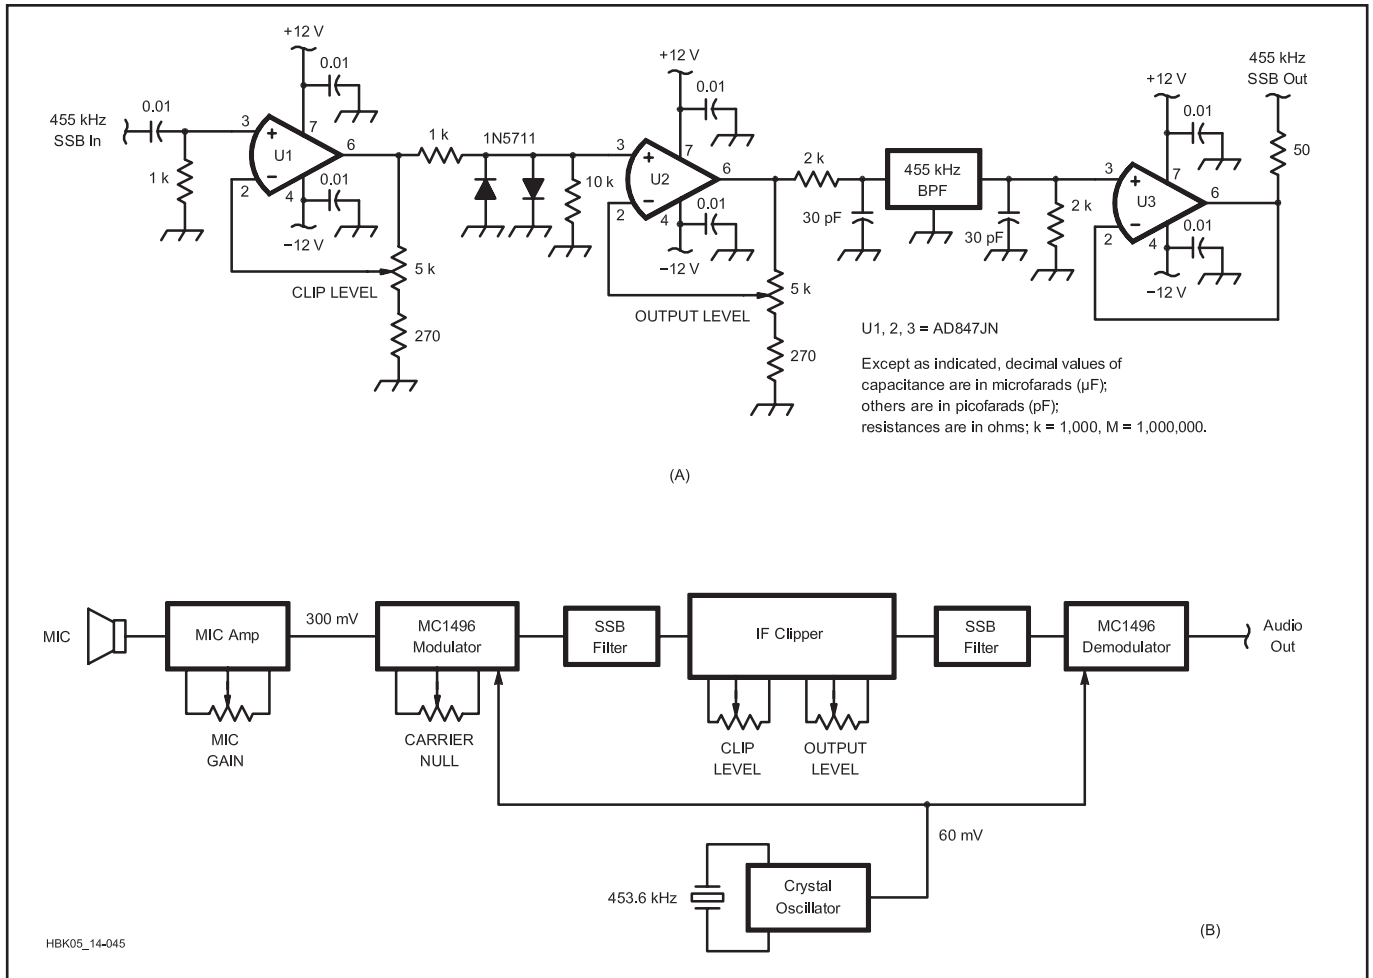 +12 V
0.01
455 kHz
SSB In
0.01
3
+
7
U1
6
1 k
−
2
4
0.01
−12 V
5 k
CLIP LEVEL
270
1 k
1N5711
10 k
+12 V
0.01
3
+
7
U2
6
−
2
4
0.01
−12 V
5 k
OUTPUT LEVEL
270
2 k
30 pF
455 kHz
BPF
30 pF
2 k
+12 V
0.01
3
+
7
U3
6
−
2
4
0.01
−12 V
455 kHz
SSB Out
50
U1, 2, 3 = AD847JN
Except as indicated, decimal values of
capacitance are in microfarads (µF);
others are in picofarads (pF);
resistances are in ohms; k = 1,000, M = 1,000,000.
(A)
MIC
MIC Amp
300 mV
MC1496
Modulator
SSB
Filter
IF Clipper
SSB
Filter
MC1496
Demodulator
Audio
Out
MIC
GAIN
CARRIER
NULL
CLIP
LEVEL
OUTPUT
LEVEL
60 mV
453.6 kHz
Crystal
Oscillator
(B)
HBK05_14-045